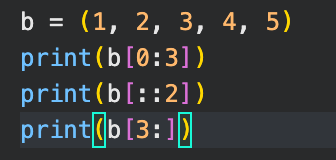 b = (1, 2, 3, 4, 5)
print(b[0:3])
print(b[::2])
print(b[3:])